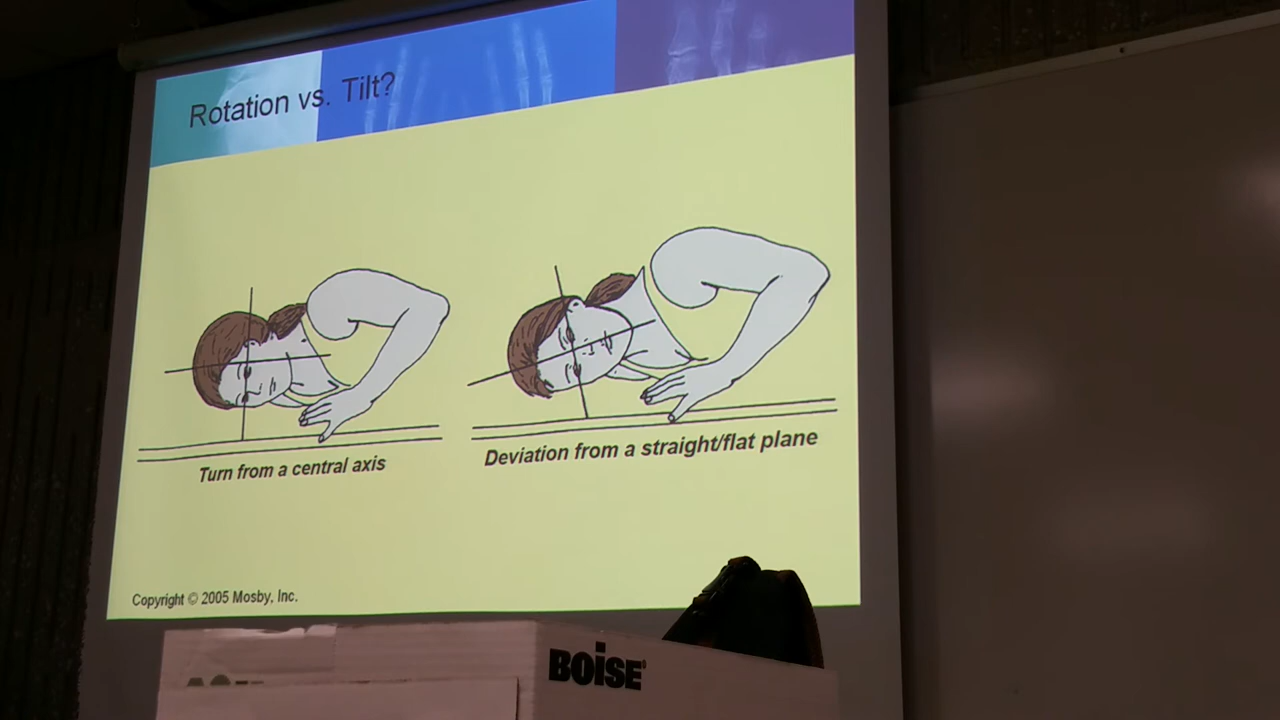 Rotation vs. Tilt?
Turn from a central axis
Deviation from a straight/flat plane
Copyright © 2005 Mosby, Inc.
BOiSE®